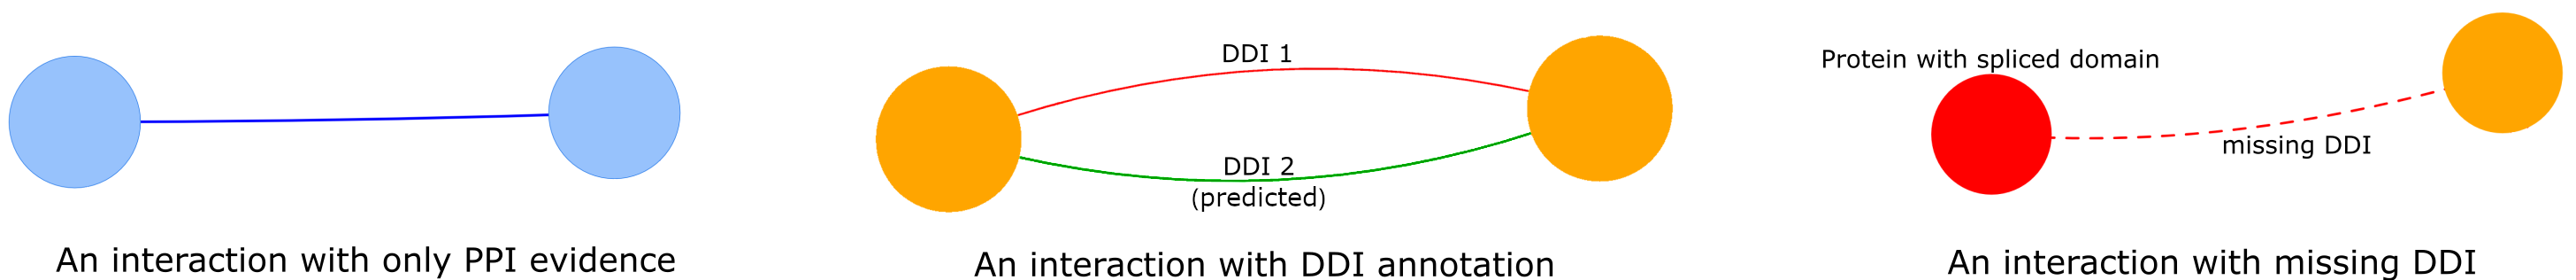 An interaction with only PPI evidence
DDI 1
DDI 2
(predicted)
An interaction with DDI annotation
Protein with spliced domain
missing DDI
An interaction with missing DDI